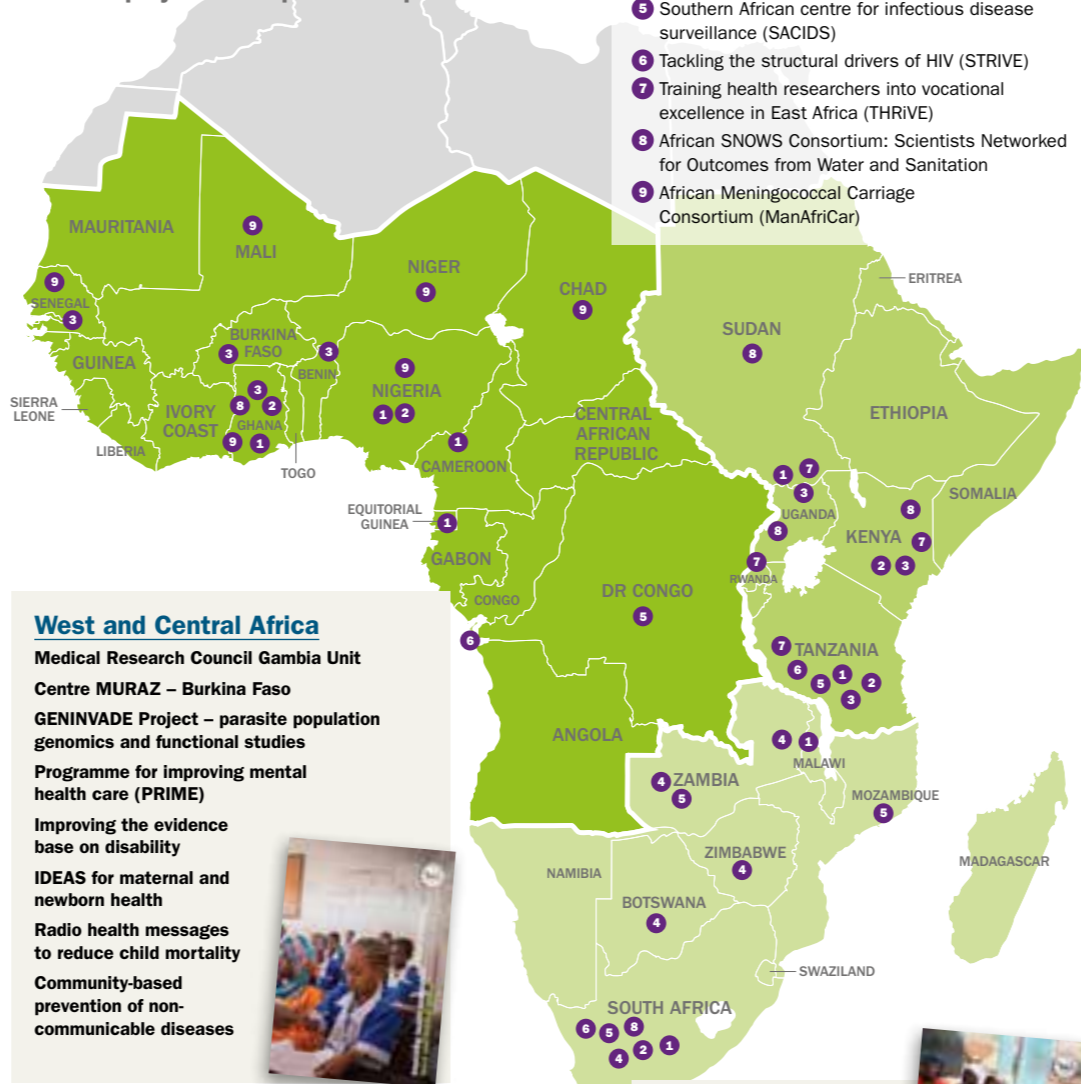 5 Southern African centre for infectious disease
surveillance (SACIDS)
6 Tackling the structural drivers of HIV (STRIVE)
7 Training health researchers into vocational
excellence in East Africa (THRiVE)
8 African SNOWS Consortium: Scientists Networked
for Outcomes from Water and Sanitation
9 African Meningococcal Carriage
Consortium (ManAfriCar)
MAURITANIA
9
MALI
9
SENEGAL
3
NIGER
9
CHAD
9
ERITREA
SUDAN
8
GUINEA
BURKINA
FASO
3
3
BENIN
9
NIGERIA
1 2
SIERRA
LEONE
LIBERIA
IVORY
COAST
3
8 2
GHANA
9 1
TOGO
1
CAMEROON
CENTRAL
AFRICAN
REPUBLIC
ETHIOPIA
SOMALIA
EQUITORIAL
GUINEA
1
GABON
CONGO
6
DR CONGO
5
1 7
3
UGANDA
8
7
RWANDA
8
KENYA
7
2 3
7
TANZANIA
6 5 1 2
3
ANGOLA
4 1
MALAWI
4 ZAMBIA
5
MOZAMBIQUE
5
ZIMBABWE
4
NAMIBIA
BOTSWANA
4
MADAGASCAR
SWAZILAND
SOUTH AFRICA
6 5 8
4 2 1
West and Central Africa
Medical Research Council Gambia Unit
Centre MURAZ – Burkina Faso
GENINVADE Project – parasite population
genomics and functional studies
Programme for improving mental
health care (PRIME)
Improving the evidence
base on disability
IDEAS for maternal and
newborn health
Radio health messages
to reduce child mortality
Community-based
prevention of non-
communicable diseases